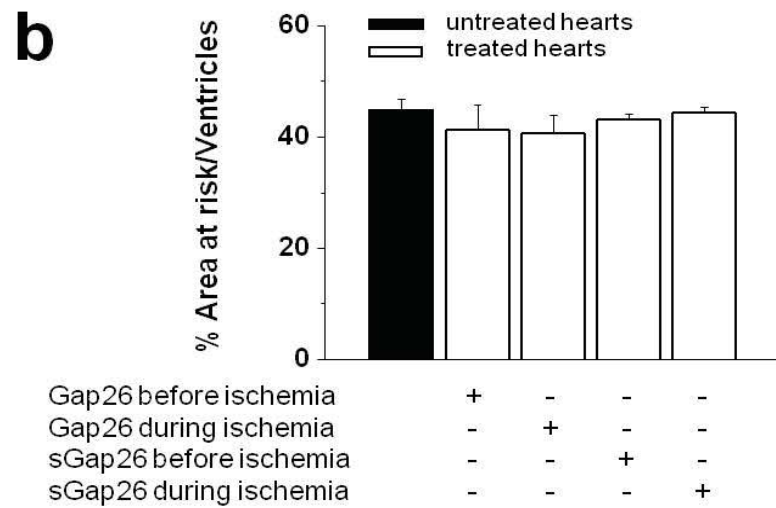 b
% Area at risk/Ventricles
60
40
20
0
untreated hearts
treated hearts
Gap26 before ischemia + - - -
Gap26 during ischemia - + - -
sGap26 before ischemia - - + -
sGap26 during ischemia - - - +